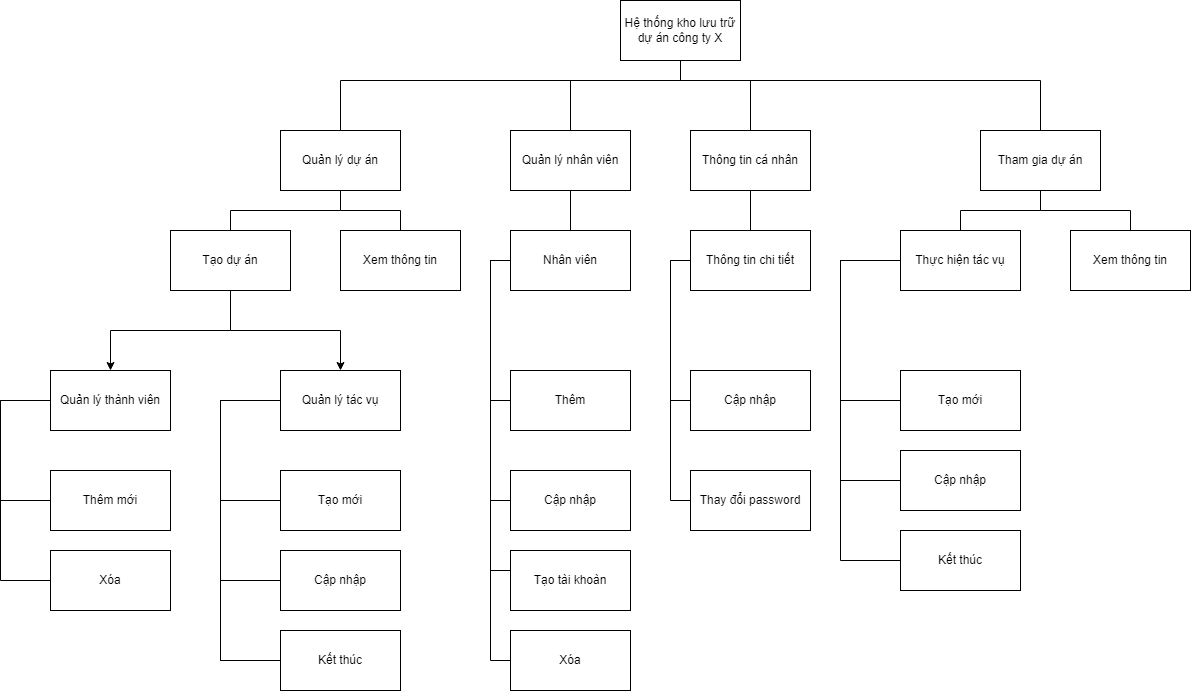 Hệ thống kho lưu trữ
dự án công ty X
Quản lý dự án
Quản lý nhân viên
Thông tin cá nhân
Tham gia dự án
Tạo dự án
Xem thông tin
Nhân viên
Thông tin chi tiết
Thực hiện tác vụ
Xem thông tin
Quản lý thành viên
Quản lý tác vụ
Thêm
Cập nhập
Tạo mới
Thêm mới
Tạo mới
Cập nhập
Thay đổi password
Cập nhập
Xóa
Cập nhập
Tạo tài khoản
Kết thúc
Kết thúc
Xóa